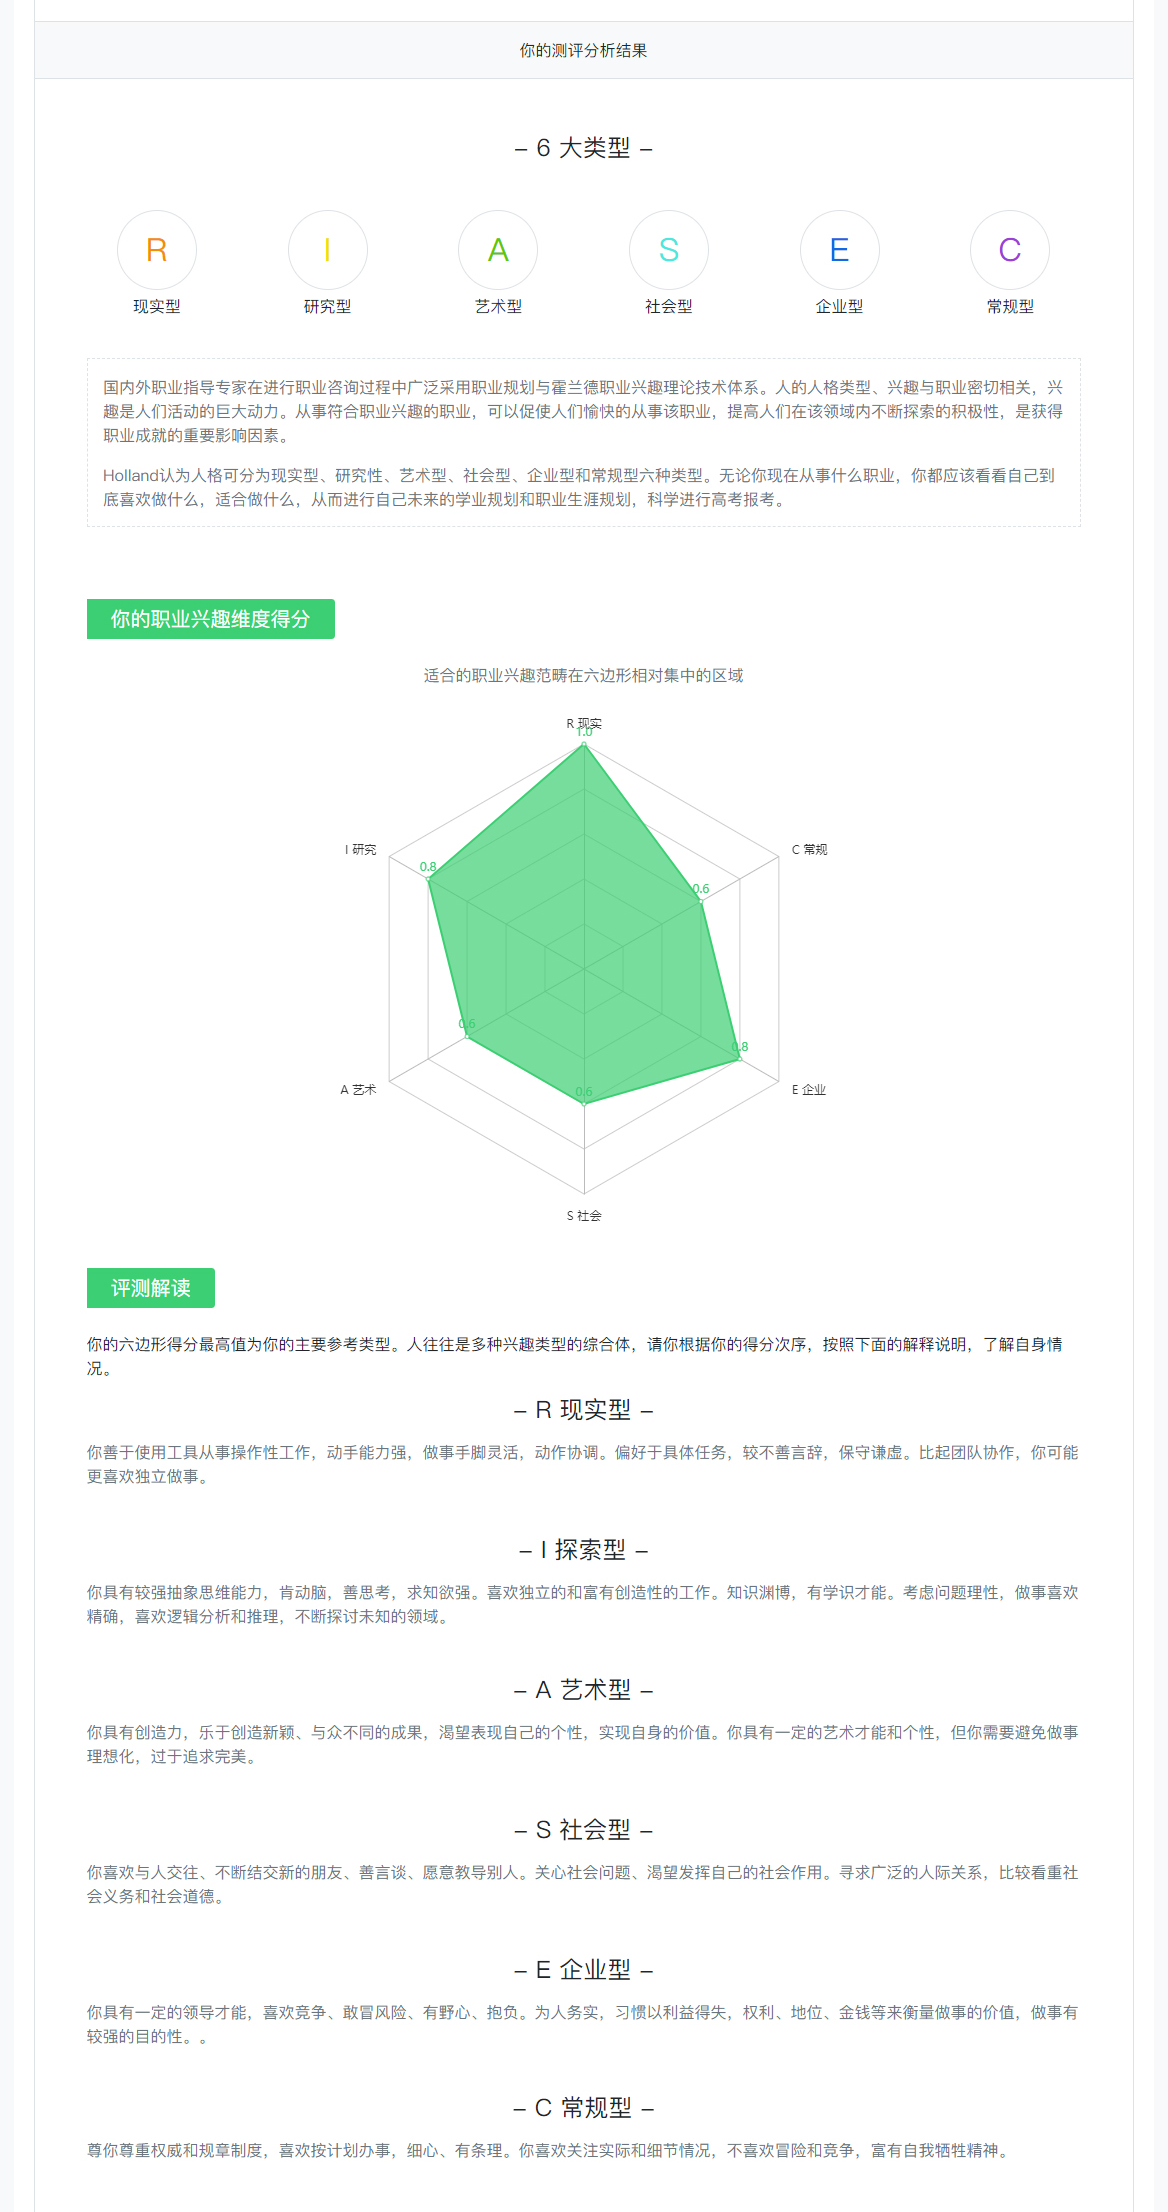 你的测评分析结果
– 6 大类型 –
R
I
A
S
E
C
现实型
研究型
艺术型
社会型
企业型
常规型
国内外职业指导专家在进行职业咨询过程中广泛采用职业规划与霍兰德职业兴趣理论技术体系。人的人格类型、兴趣与职业密切相关，兴
趣是人们活动的巨大动力。从事符合职业兴趣的职业，可以促使人们愉快的从事该职业，提高人们在该领域内不断探索的积极性，是获得
职业成就的重要影响因素。
Holland认为人格可分为现实型、研究性、艺术型、社会型、企业型和常规型六种类型。无论你现在从事什么职业，你都应该看看自己到
底喜欢做什么，适合做什么，从而进行自己未来的学业规划和职业生涯规划，科学进行高考报考。
你的职业兴趣维度得分
适合的职业兴趣范畴在六边形相对集中的区域
R 现实
1.0
I 研究
C 常规
0.8
0.6
0.6
0.8
A 艺术
0.6
E 企业
S 社会
评测解读
你的六边形得分最高值为你的主要参考类型。人往往是多种兴趣类型的综合体，请你根据你的得分次序，按照下面的解释说明，了解自身情
况。
– R 现实型 –
你善于使用工具从事操作性工作，动手能力强，做事手脚灵活，动作协调。偏好于具体任务，较不善言辞，保守谦虚。比起团队协作，你可能
更喜欢独立做事。
– I 探索型 –
你具有较强抽象思维能力，肯动脑，善思考，求知欲强。喜欢独立的和富有创造性的工作。知识渊博，有学识才能。考虑问题理性，做事喜欢
精确，喜欢逻辑分析和推理，不断探讨未知的领域。
– A 艺术型 –
你具有创造力，乐于创造新颖、与众不同的成果，渴望表现自己的个性，实现自身的价值。你具有一定的艺术才能和个性，但你需要避免做事
理想化，过于追求完美。
– S 社会型 –
你喜欢与人交往、不断结交新的朋友、善言谈、愿意教导别人。关心社会问题、渴望发挥自己的社会作用。寻求广泛的人际关系，比较看重社
会义务和社会道德。
– E 企业型 –
你具有一定的领导才能，喜欢竞争、敢冒风险、有野心、抱负。为人务实，习惯以利益得失，权利、地位、金钱等来衡量做事的价值，做事有
较强的目的性。。
– C 常规型 –
尊你尊重权威和规章制度，喜欢按计划办事，细心、有条理。你喜欢关注实际和细节情况，不喜欢冒险和竞争，富有自我牺牲精神。